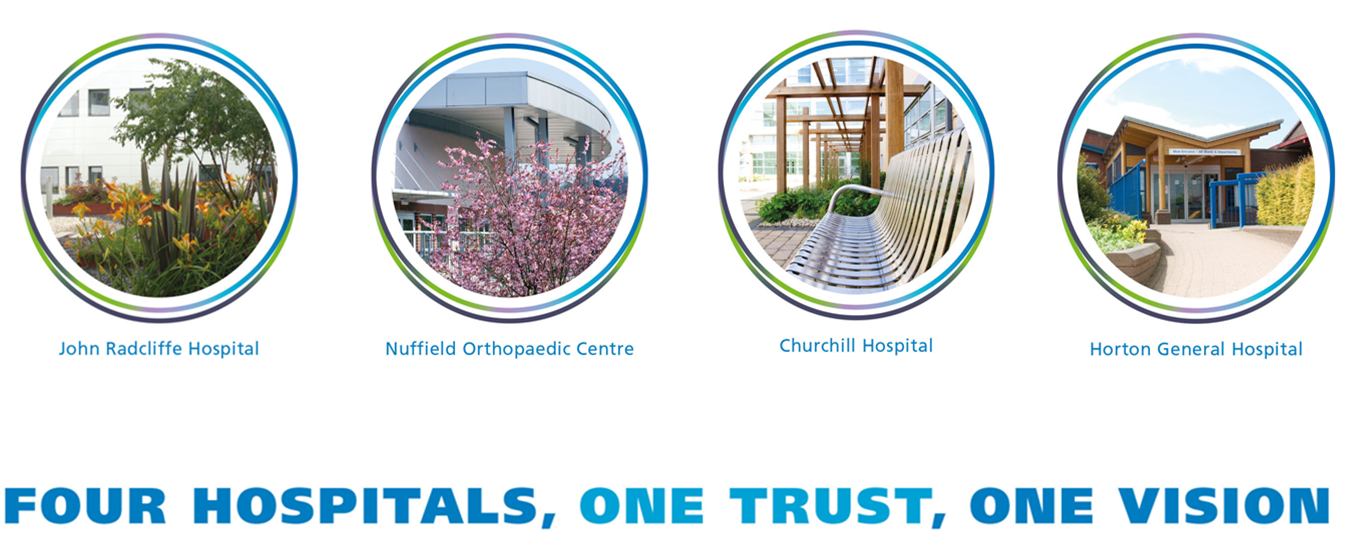 John Radcliffe Hospital
Nuffield Orthopaedic Centre
Churchill Hospital
Horton General Hospital
FOUR HOSPITALS, ONE TRUST, ONE VISION